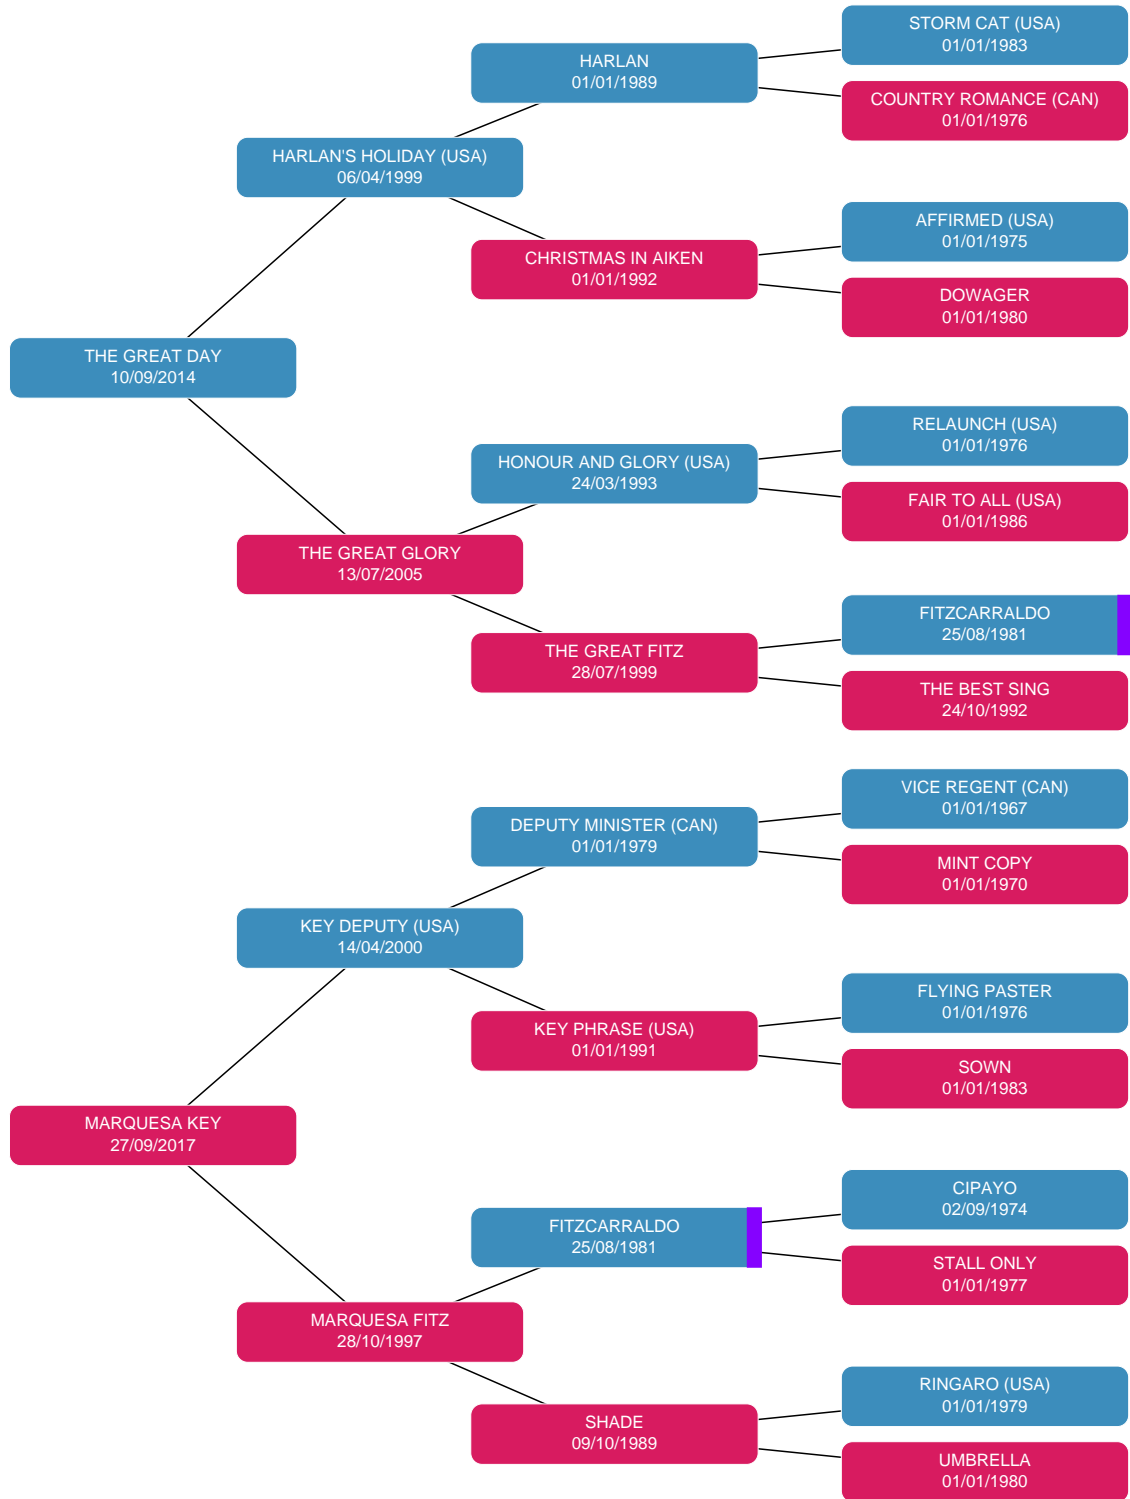 STORM CAT (USA)
01/01/1983
HARLAN
01/01/1989
COUNTRY ROMANCE (CAN)
01/01/1976
HARLAN'S HOLIDAY (USA)
06/04/1999
AFFIRMED (USA)
01/01/1975
CHRISTMAS IN AIKEN
01/01/1992
DOWAGER
01/01/1980
THE GREAT DAY
10/09/2014
RELAUNCH (USA)
01/01/1976
HONOUR AND GLORY (USA)
24/03/1993
FAIR TO ALL (USA)
01/01/1986
THE GREAT GLORY
13/07/2005
FITZCARRALDO
25/08/1981
THE GREAT FITZ
28/07/1999
THE BEST SING
24/10/1992
VICE REGENT (CAN)
01/01/1967
DEPUTY MINISTER (CAN)
01/01/1979
MINT COPY
01/01/1970
KEY DEPUTY (USA)
14/04/2000
FLYING PASTER
01/01/1976
KEY PHRASE (USA)
01/01/1991
SOWN
01/01/1983
MARQUESA KEY
27/09/2017
CIPAYO
02/09/1974
FITZCARRALDO
25/08/1981
STALL ONLY
01/01/1977
MARQUESA FITZ
28/10/1997
RINGARO (USA)
01/01/1979
SHADE
09/10/1989
UMBRELLA
01/01/1980